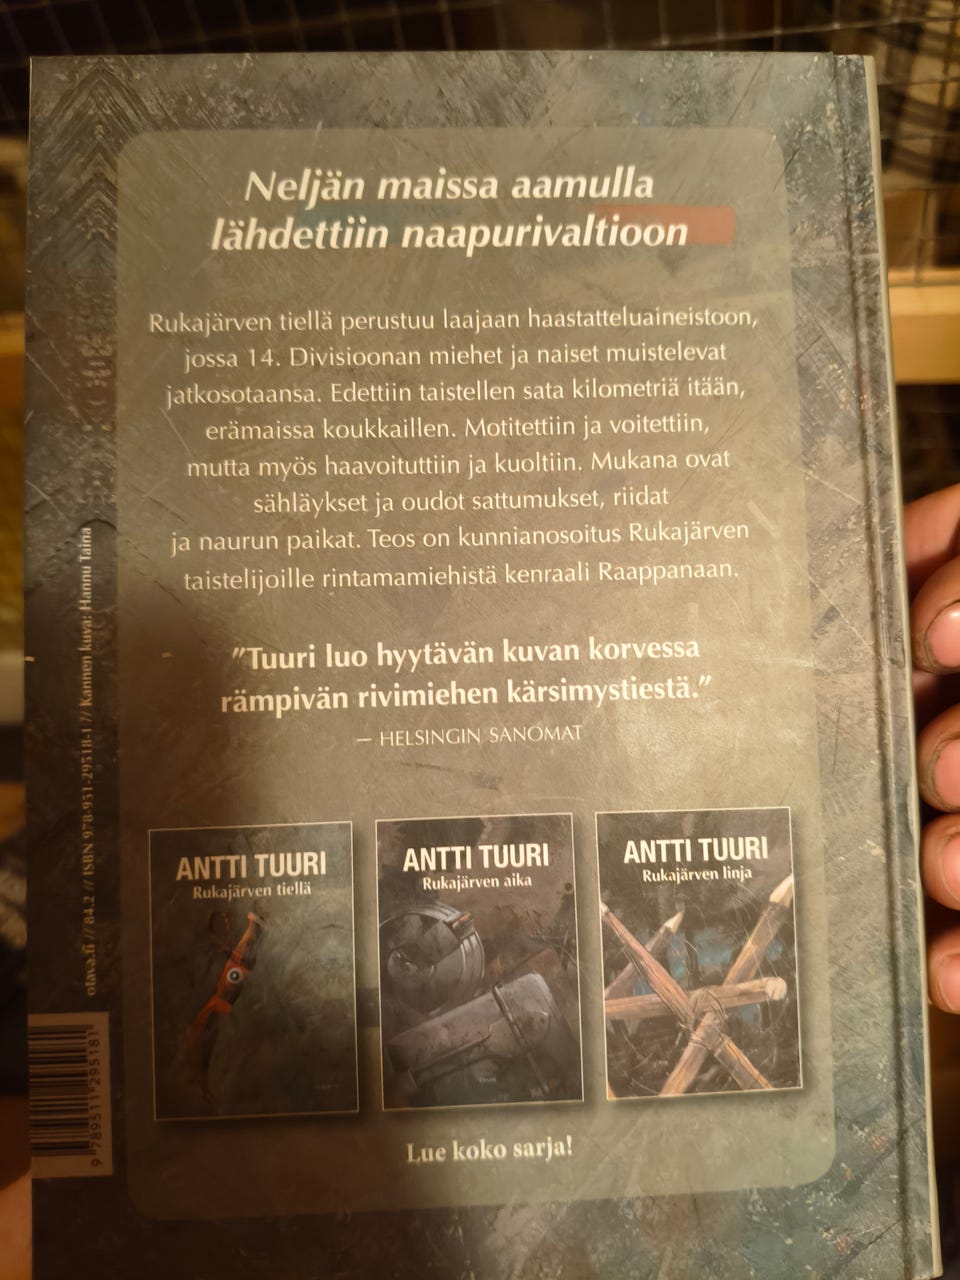 Neljän maissa aamulla
lähdettiin naapurivaltioon
Rukajärven tiellä perustuu laajaan haastatteluaineistoon,
jossa 14. Divisioonan miehet ja naiset muistelevat
jatkosotaansa. Edettiin taistellen sata kilometriä itään,
erämaissa koukkaillen. Motitettiin ja voitettiin,
mutta myös haavoituttiin ja kuoltiin. Mukana ovat
sähläykset ja oudot sattumukset, riidat
ja naurun paikat. Teos on kunnianosoitus Rukajärven
taistelijoille rintamamiehistä kenraali Raappanaan.
"Tuuri luo hyytävän kuvan korvessa
rämpivän rivimiehen kärsimystiestä."
— HELSINGIN SANOMAT
ANTTI TUURI
Rukajärven tiellä
ANTTI TUURI
Rukajärven aika
ANTTI TUURI
Rukajärven linja
Lue koko sarja!
otava.fi // 84.2 // ISBN 978-951-1-29518-1 // Kannen kuva: Hannu Taina
9 789511 295181